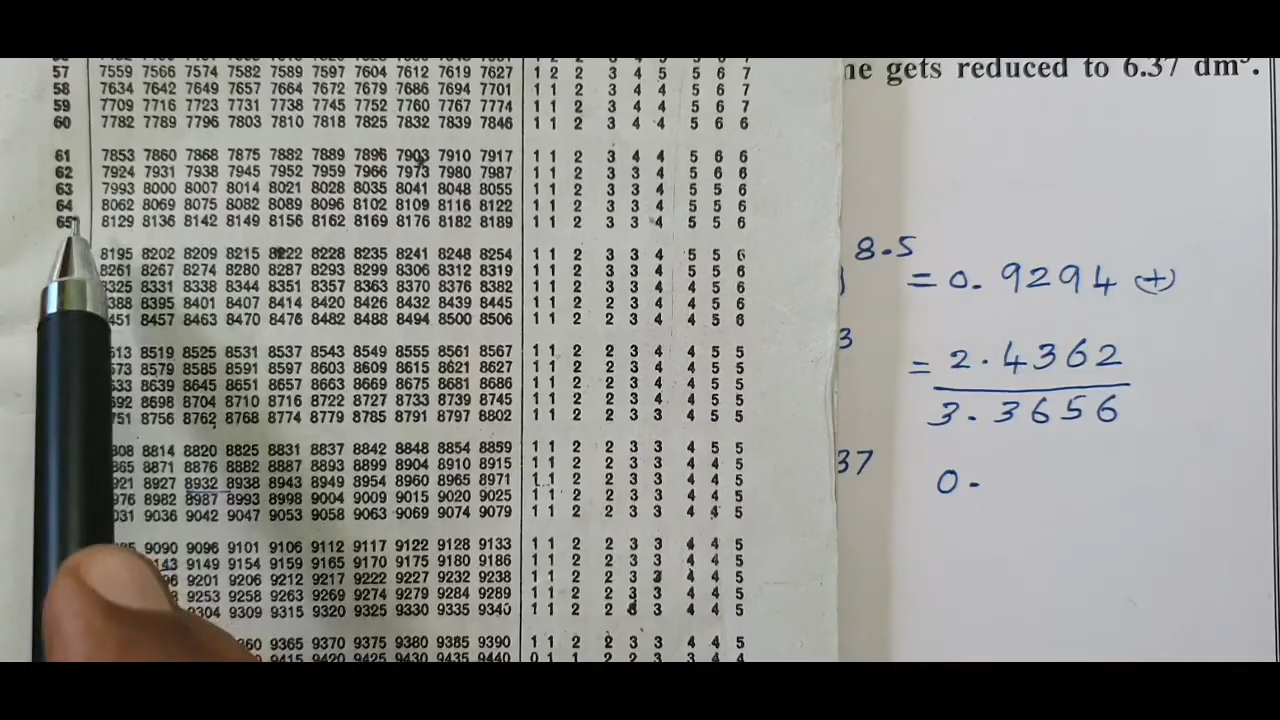 57 7559 7566 7574 7582 7589 7597 7604 7612 7619 7627 1 2 2 3 4 5 5 6 7
58 7634 7642 7649 7657 7664 7672 7679 7686 7694 7701 1 1 2 3 4 4 5 6 7
59 7709 7716 7723 7731 7738 7745 7752 7760 7767 7774 1 1 2 3 4 4 5 6 7
60 7782 7789 7796 7803 7810 7818 7825 7832 7839 7846 1 1 2 3 4 4 5 6 6
61 7853 7860 7868 7875 7882 7889 7896 7903 7910 7917 1 1 2 3 4 4 5 6 6
62 7924 7931 7938 7945 7952 7959 7966 7973 7980 7987 1 1 2 3 3 4 5 6 6
63 7993 8000 8007 8014 8021 8028 8035 8041 8048 8055 1 1 2 3 3 4 5 5 6
64 8062 8069 8075 8082 8089 8096 8102 8109 8116 8122 1 1 2 3 3 4 5 5 6
65 8129 8136 8142 8149 8156 8162 8169 8176 8182 8189 1 1 2 3 3 4 5 5 6
8195 8202 8209 8215 8222 8228 8235 8241 8248 8254 1 1 2 3 3 4 5 5 6
8261 8267 8274 8280 8287 8293 8299 8306 8312 8319 1 1 2 3 3 4 5 5 6
8331 8338 8344 8351 8357 8363 8370 8370 8382 1 1 2 3 3 4 4 5 6
8395 8401 8407 8414 8420 8426 8432 8439 8445 1 1 2 2 3 4 4 5 6
8457 8463 8470 8476 8482 8488 8494 8500 8506 1 1 2 2 3 4 4 5 6
8519 8525 8531 8537 8543 8549 8555 8561 8567 1 1 2 2 3 4 4 5 5
8579 8585 8591 8597 8603 8609 8615 8621 8627 1 1 2 2 3 4 4 5 5
8639 8645 8651 8657 8663 8669 8675 8681 8686 1 1 2 2 3 4 4 5 5
8698 8704 8710 8716 8722 8727 8733 8739 8745 1 1 2 2 3 4 4 5 5
8756 8762 8768 8774 8779 8785 8791 8797 8802 1 1 2 2 3 3 4 5 5
8814 8820 8825 8831 8837 8842 8848 8854 8859 1 1 2 2 3 3 4 5 5
8871 8876 8882 8887 8893 8899 8904 8910 8915 1 1 2 2 3 3 4 4 5
8927 8932 8938 8943 8949 8954 8960 8965 8971 1 1 2 2 3 3 4 4 5
8982 8987 8993 8998 9004 9009 9015 9020 9025 1 1 2 2 3 3 4 4 5
9036 9042 9047 9053 9058 9063 9069 9074 9079 1 1 2 2 3 3 4 4 5
9090 9096 9101 9106 9112 9117 9122 9128 9133 1 1 2 2 3 3 4 4 5
9149 9154 9159 9165 9170 9175 9180 9186 1 1 2 2 3 3 4 4 5
9201 9206 9212 9217 9222 9227 9232 9238 1 1 2 2 3 3 4 4 5
9253 9258 9263 9269 9274 9279 9284 9289 1 1 2 2 3 3 4 4 5
9304 9309 9315 9320 9325 9330 9335 9340 1 1 2 2 3 3 4 4 5
9365 9370 9375 9380 9385 9390 1 1 2 2 3 3 4 4 5
9415 9420 9425 9430 9435 9440 0 1 1 2 2 3 3 4 4
gets reduced to 6.37 dm³.
8.5
= 0.9294 (+)
3
= 2.4362
3.3656
37
0.